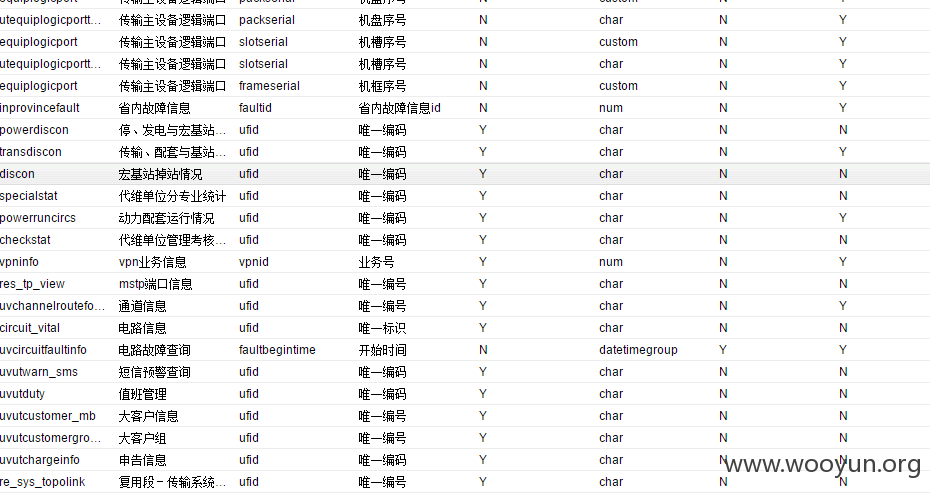 utequiplogicportt... 传输主设备逻辑端口 packserial 机盘序号 N char N Y
equiplogicport 传输主设备逻辑端口 slotserial 机槽序号 N custom N Y
utequiplogicportt... 传输主设备逻辑端口 slotserial 机槽序号 N char N Y
equiplogicport 传输主设备逻辑端口 frameserial 机框序号 N custom N Y
inprovincefault 省内故障信息 faultid 省内故障信息id N num N Y
powerdiscon 停、发电与宏基站... ufid 唯一编码 Y char N N
transdiscon 传输、配套与基站... ufid 唯一编码 Y char N Y
discon 宏基站掉站情况 ufid 唯一编码 Y char N N
specialstat 代维单位分专业统计 ufid 唯一编码 Y char N N
powerruncircs 动力配套运行情况 ufid 唯一编码 Y char N Y
checkstat 代维单位管理考核... ufid 唯一编码 Y char N N
vpninfo vpn业务信息 vpnid 业务号 Y num N Y
res_tp_view mstp端口信息 ufid 唯一编号 Y char N N
uvchannelroutefo... 通道信息 ufid 唯一编号 Y char N Y
circuit_vital 电路信息 ufid 唯一标识 Y char N N
uvcircuitfaultinfo 电路故障查询 faultbegintime 开始时间 N datetimegroup Y Y
uvutwarn_sms 短信预警查询 ufid 唯一编码 Y char N N
uvutduty 值班管理 ufid 唯一编码 Y char N N
uvutcustomer_mb 大客户信息 ufid 唯一编号 Y char N N
uvutcustomergro... 大客户组 ufid 唯一编号 Y char N N
uvutchargeinfo 申告信息 ufid 唯一编码 Y char N N
re_sys_topolink 复用段－传输系统... ufid 唯一编号 Y char N N
www.wooyun.org